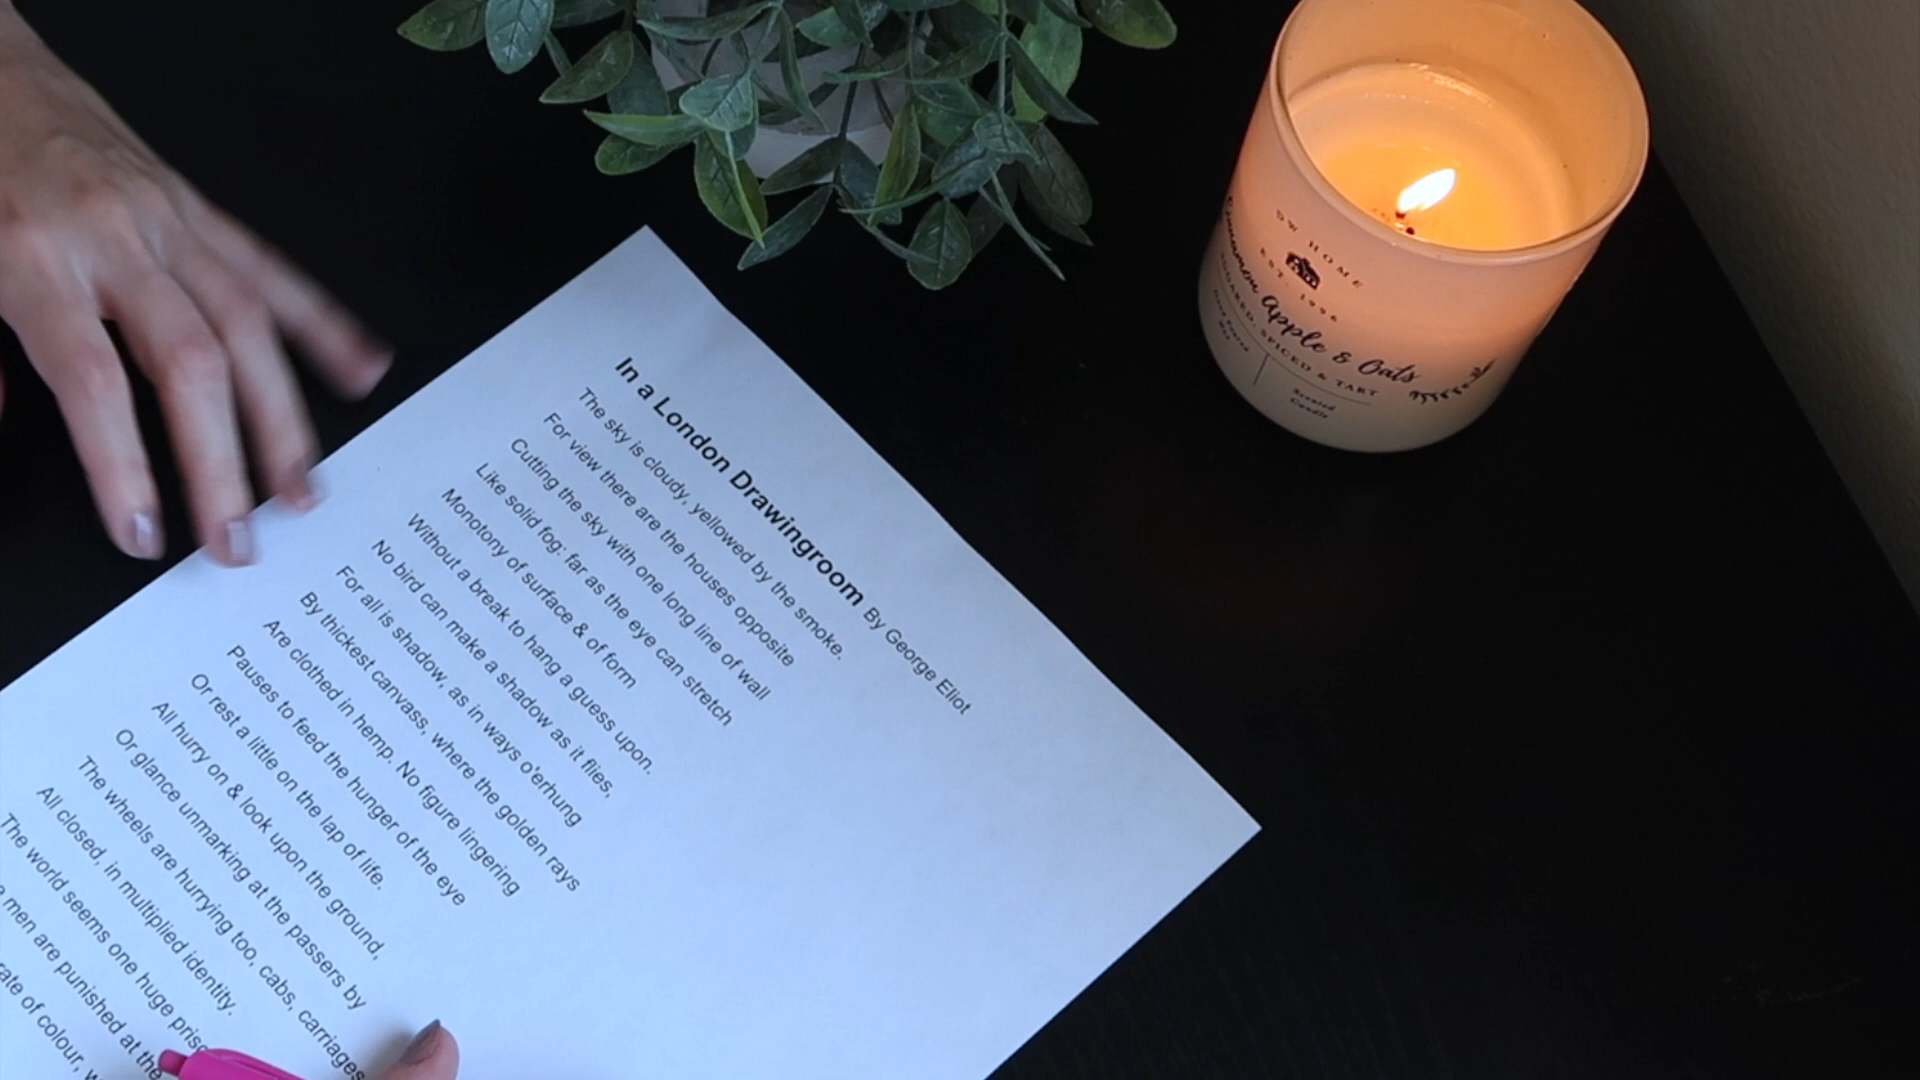 In a London Drawingroom By George Eliot
The sky is cloudy, yellowed by the smoke.
For view there are the houses opposite
Cutting the sky with one long line of wall
Like solid fog: far as the eye can stretch
Monotony of surface & of form
Without a break to hang a guess upon.
No bird can make a shadow as it flies,
For all is shadow, as in ways o'erhung
By thickest canvass, where the golden rays
Are clothed in hemp. No figure lingering
Pauses to feed the hunger of the eye
Or rest a little on the lap of life.
All hurry on & look upon the ground,
Or glance unmarking at the passers by
The wheels are hurrying too, cabs, carriages
All closed, in multiplied identity.
The world seems one huge
men are punished at the
of colour,
DW HOME
EST. 1996
Cinnamon Apple & Oats
SUGARED, SPICED & TART
Scented
Candle